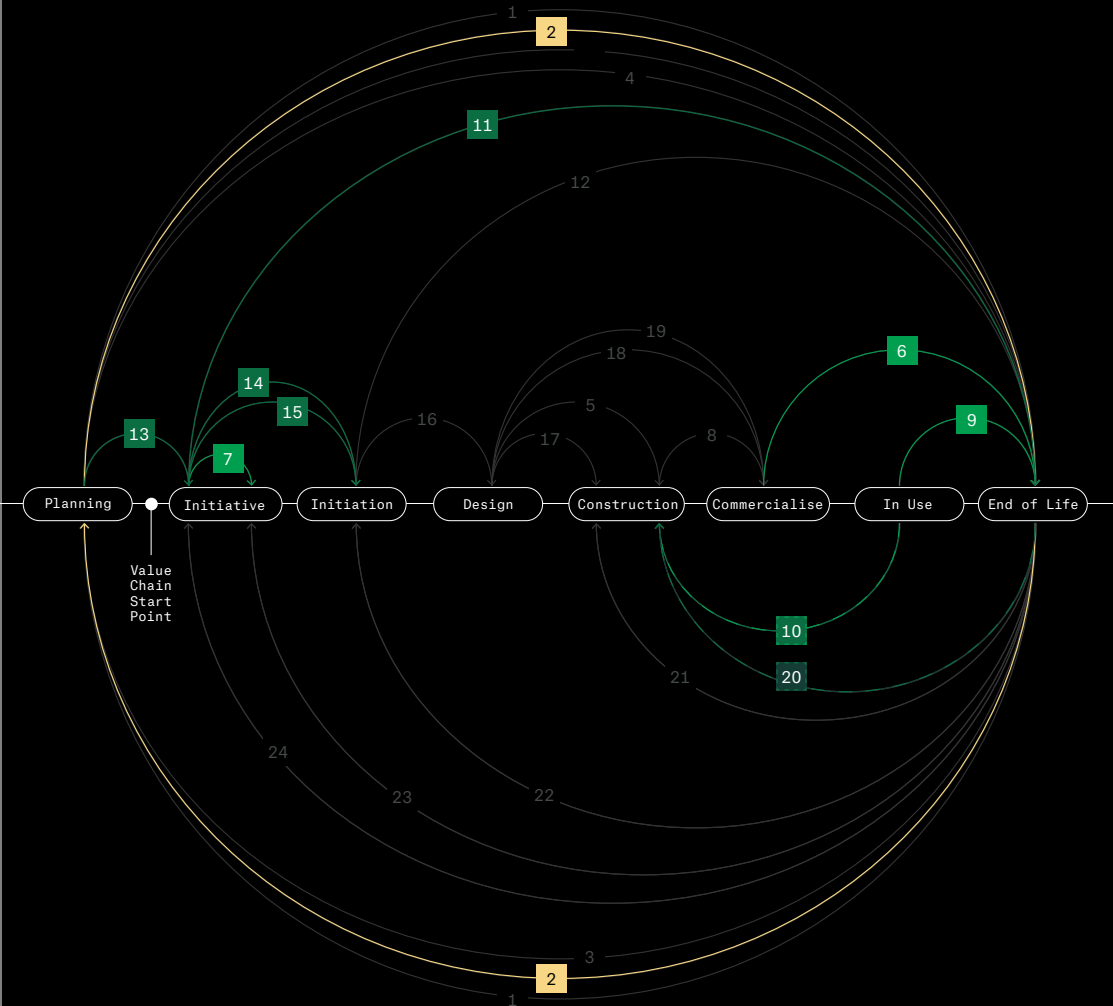 1
2
4
11
12
19
18
6
14
5
15
9
16
13
8
17
7
Planning
Initiative
Initiation
Design
Construction
Commercialise
In Use
End of Life
Value
Chain
Start
Point
10
21
20
24
22
23
3
2
1